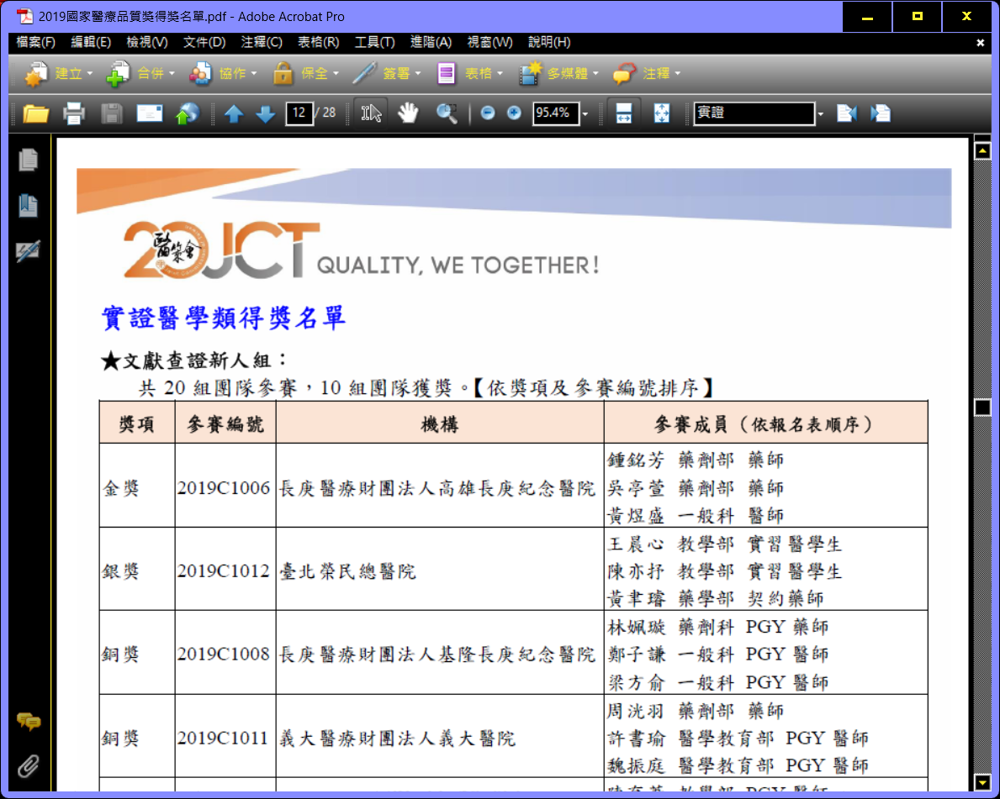 2019國家醫療品質獎得獎名單.pdf - Adobe Acrobat Pro
檔案(F) 編輯(E) 檢視(V) 文件(D) 注釋(C) 表格(R) 工具(T) 進階(A) 視窗(W) 說明(H)
建立 合併 協作 保全 簽署 表格 多媒體 注釋
12 / 28 95.4% 實證
20 JCT 醫策會 QUALITY, WE TOGETHER!
實證醫學類得獎名單
★文獻查證新人組：
共 20 組團隊參賽，10 組團隊獲獎。【依獎項及參賽編號排序】
獎項 參賽編號 機構 參賽成員（依報名表順序）
金獎 2019C1006 長庚醫療財團法人高雄長庚紀念醫院
鍾銘芳 藥劑部 藥師
吳亭萱 藥劑部 藥師
黃煜盛 一般科 醫師
銀獎 2019C1012 臺北榮民總醫院
王晨心 教學部 實習醫學生
陳亦抒 教學部 實習醫學生
黃聿璿 藥學部 契約藥師
銅獎 2019C1008 長庚醫療財團法人基隆長庚紀念醫院
林姵璇 藥劑科 PGY 藥師
鄭子謙 一般科 PGY 醫師
梁方俞 一般科 PGY 醫師
銅獎 2019C1011 義大醫療財團法人義大醫院
周洸羽 藥劑部 藥師
許書瑜 醫學教育部 PGY 醫師
魏振庭 醫學教育部 PGY 醫師